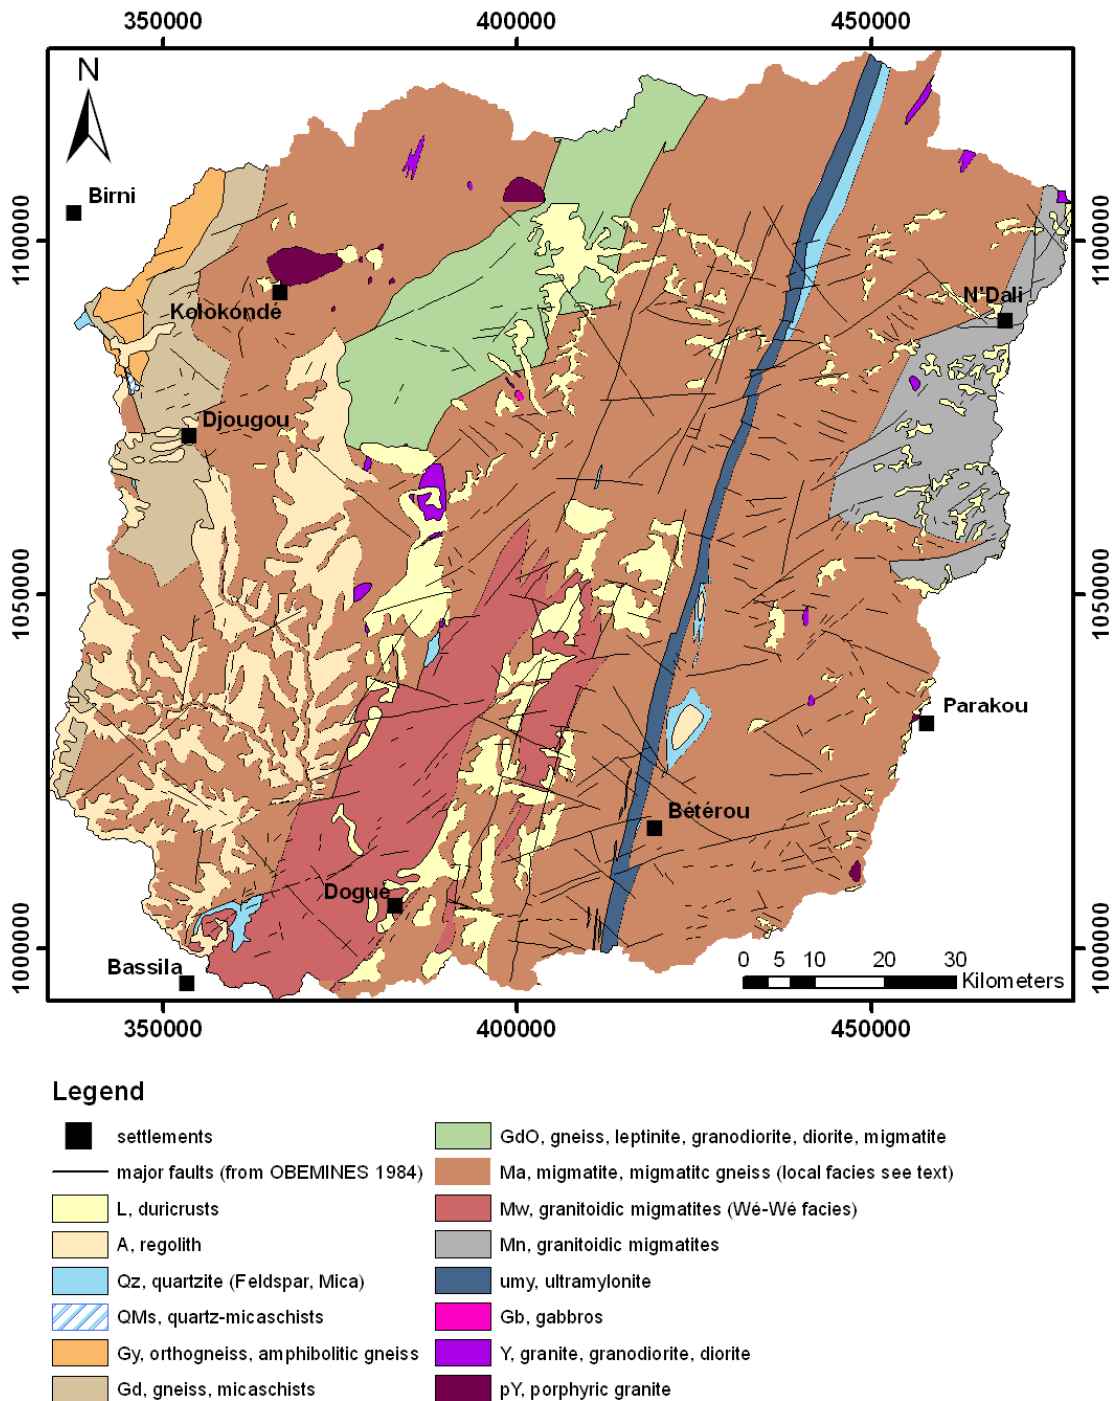 350000 400000 450000
N
Birni
1100000 1100000
N'Dali
Kolokondé
Djougou
1050000 1050000
Parakou
Bétérou
Dogué
1000000 1000000
Bassila
0 5 10 20 30
Kilometers
350000 400000 450000
Legend
settlements
major faults (from OBEMINES 1984)
L, duricrusts
A, regolith
Qz, quartzite (Feldspar, Mica)
QMs, quartz-micaschists
Gy, orthogneiss, amphibolitic gneiss
Gd, gneiss, micaschists
GdO, gneiss, leptinite, granodiorite, diorite, migmatite
Ma, migmatite, migmatitc gneiss (local facies see text)
Mw, granitoidic migmatites (Wé-Wé facies)
Mn, granitoidic migmatites
umy, ultramylonite
Gb, gabbros
Y, granite, granodiorite, diorite
pY, porphyric granite